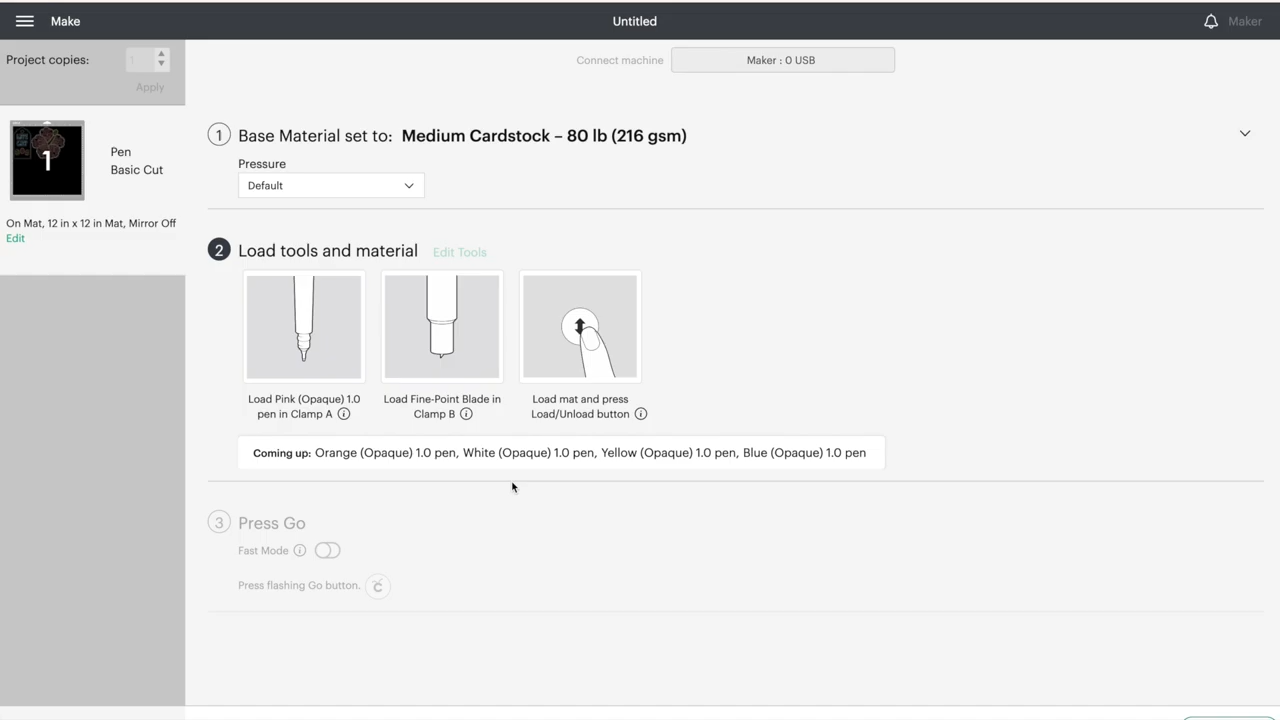 Make
Untitled
Maker
Project copies:
1
Apply
Connect machine
Maker : 0 USB
1
Pen
Basic Cut
On Mat, 12 in x 12 in Mat, Mirror Off
Edit
1 Base Material set to: Medium Cardstock – 80 lb (216 gsm)
Pressure
Default
2 Load tools and material Edit Tools
Load Pink (Opaque) 1.0
pen in Clamp A
Load Fine-Point Blade in
Clamp B
Load mat and press
Load/Unload button
Coming up: Orange (Opaque) 1.0 pen, White (Opaque) 1.0 pen, Yellow (Opaque) 1.0 pen, Blue (Opaque) 1.0 pen
3 Press Go
Fast Mode
Press flashing Go button.